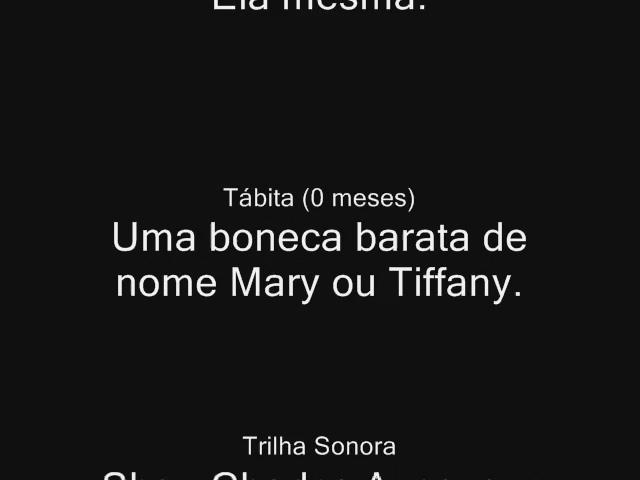 Ela mesma.
Tábita (0 meses)
Uma boneca barata de
nome Mary ou Tiffany.
Trilha Sonora